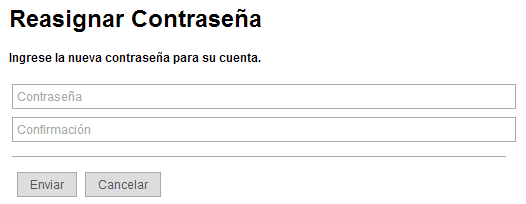 Reasignar Contraseña
Ingrese la nueva contraseña para su cuenta.
Contraseña
Confirmación
Enviar Cancelar